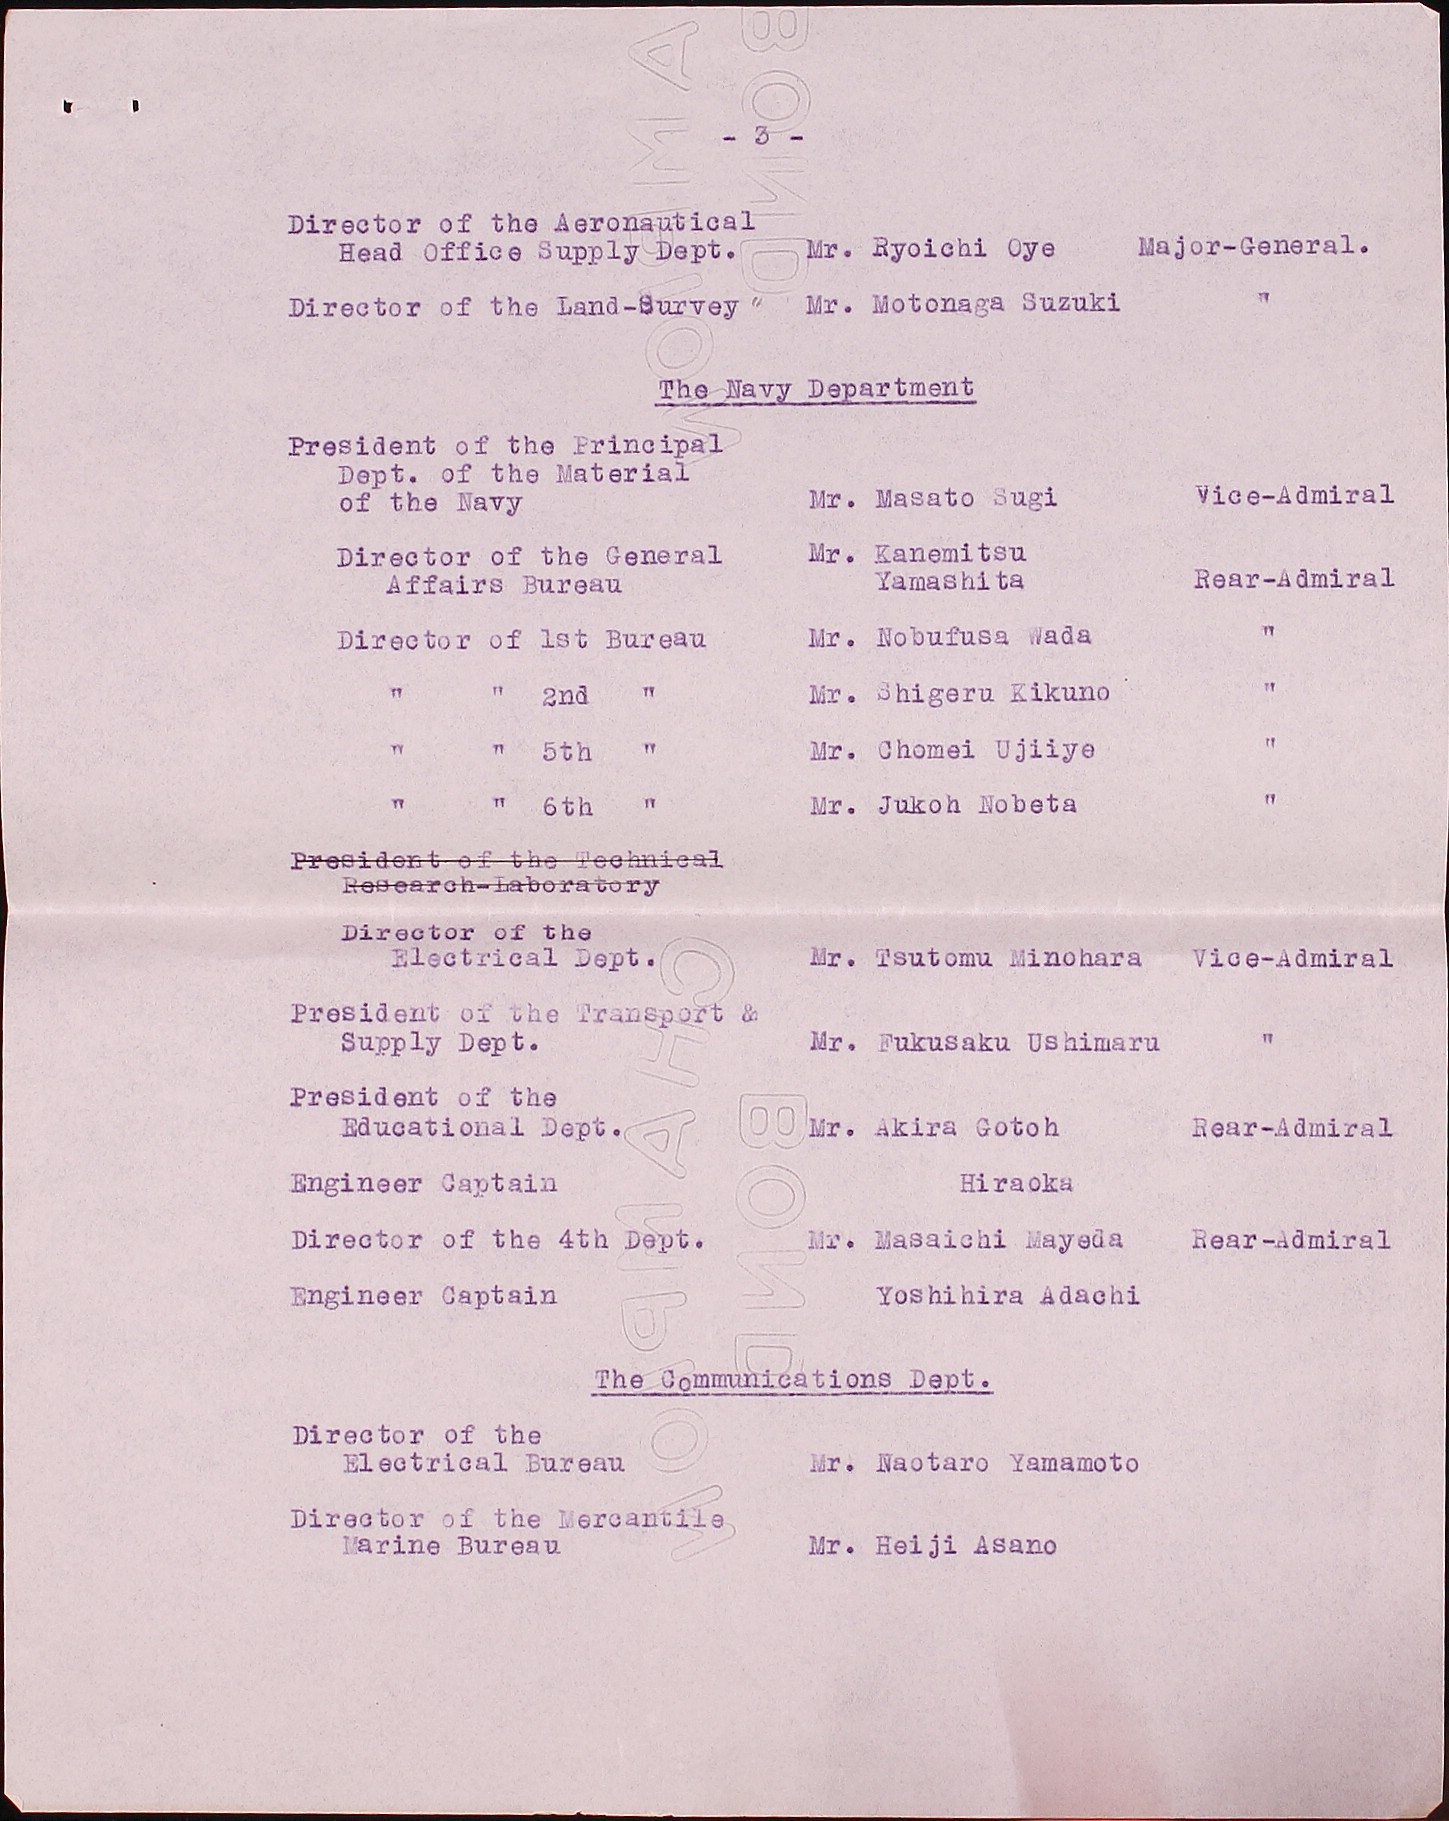 - 3 -
Director of the Aeronautical
Head Office Supply Dept. Mr. Ryoichi Oye Major-General.
Director of the Land-Survey " Mr. Motonaga Suzuki "
The Navy Department
President of the Principal
Dept. of the Material
of the Navy Mr. Masato Sugi Vice-Admiral
Director of the General Mr. Kanemitsu
Affairs Bureau Yamashita Rear-Admiral
Director of 1st Bureau Mr. Nobufusa Wada "
" " 2nd " Mr. Shigeru Kikuno "
" " 5th " Mr. Chomei Ujiiye "
" " 6th " Mr. Jukoh Nobeta "
President of the Technical
Research-Laboratory
Director of the
Electrical Dept. Mr. Tsutomu Minohara Vice-Admiral
President of the Transport &
Supply Dept. Mr. Fukusaku Ushimaru "
President of the
Educational Dept. Mr. Akira Gotoh Rear-Admiral
Engineer Captain Hiraoka
Director of the 4th Dept. Mr. Masaichi Mayeda Rear-Admiral
Engineer Captain Yoshihira Adachi
The Communications Dept.
Director of the
Electrical Bureau Mr. Naotaro Yamamoto
Director of the Mercantile
Marine Bureau Mr. Heiji Asano
CHAMPION
BOND